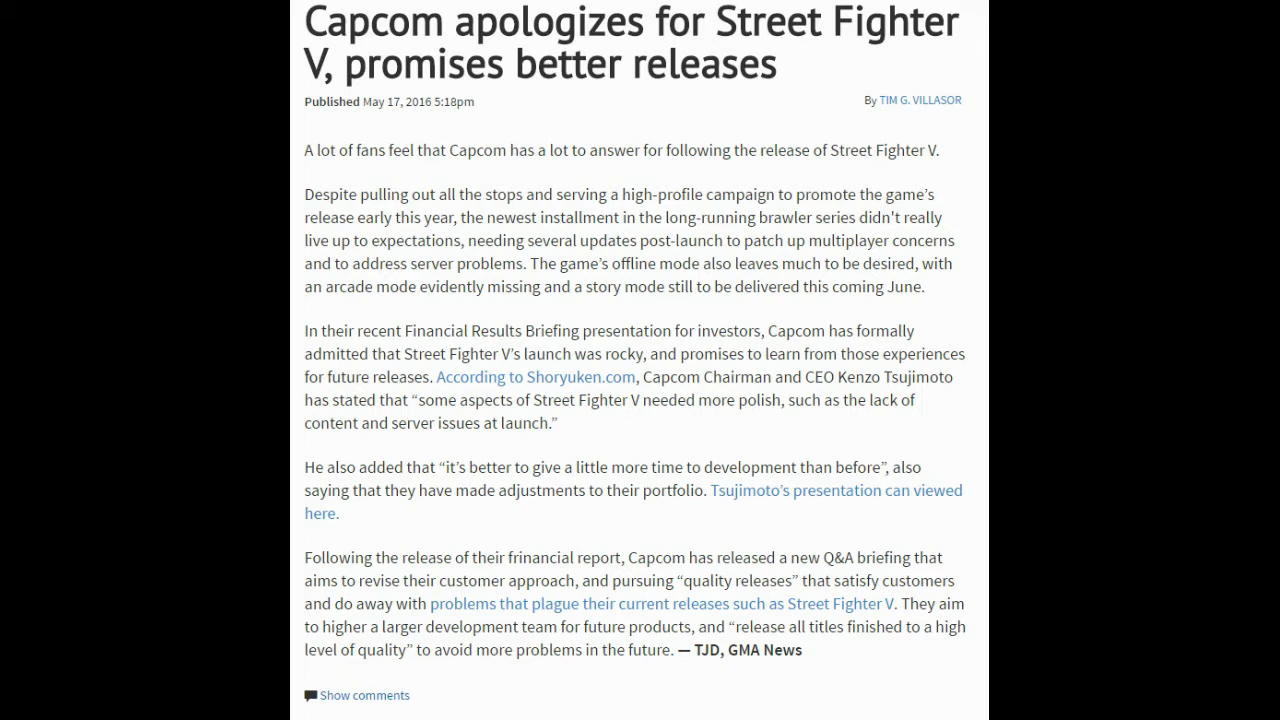 Capcom apologizes for Street Fighter
V, promises better releases
Published May 17, 2016 5:18pm
By TIM G. VILLASOR
A lot of fans feel that Capcom has a lot to answer for following the release of Street Fighter V.
Despite pulling out all the stops and serving a high-profile campaign to promote the game’s
release early this year, the newest installment in the long-running brawler series didn't really
live up to expectations, needing several updates post-launch to patch up multiplayer concerns
and to address server problems. The game’s offline mode also leaves much to be desired, with
an arcade mode evidently missing and a story mode still to be delivered this coming June.
In their recent Financial Results Briefing presentation for investors, Capcom has formally
admitted that Street Fighter V’s launch was rocky, and promises to learn from those experiences
for future releases. According to Shoryuken.com, Capcom Chairman and CEO Kenzo Tsujimoto
has stated that “some aspects of Street Fighter V needed more polish, such as the lack of
content and server issues at launch.”
He also added that “it’s better to give a little more time to development than before”, also
saying that they have made adjustments to their portfolio. Tsujimoto’s presentation can viewed
here.
Following the release of their frinancial report, Capcom has released a new Q&A briefing that
aims to revise their customer approach, and pursuing “quality releases” that satisfy customers
and do away with problems that plague their current releases such as Street Fighter V. They aim
to higher a larger development team for future products, and “release all titles finished to a high
level of quality” to avoid more problems in the future. — TJD, GMA News
Show comments